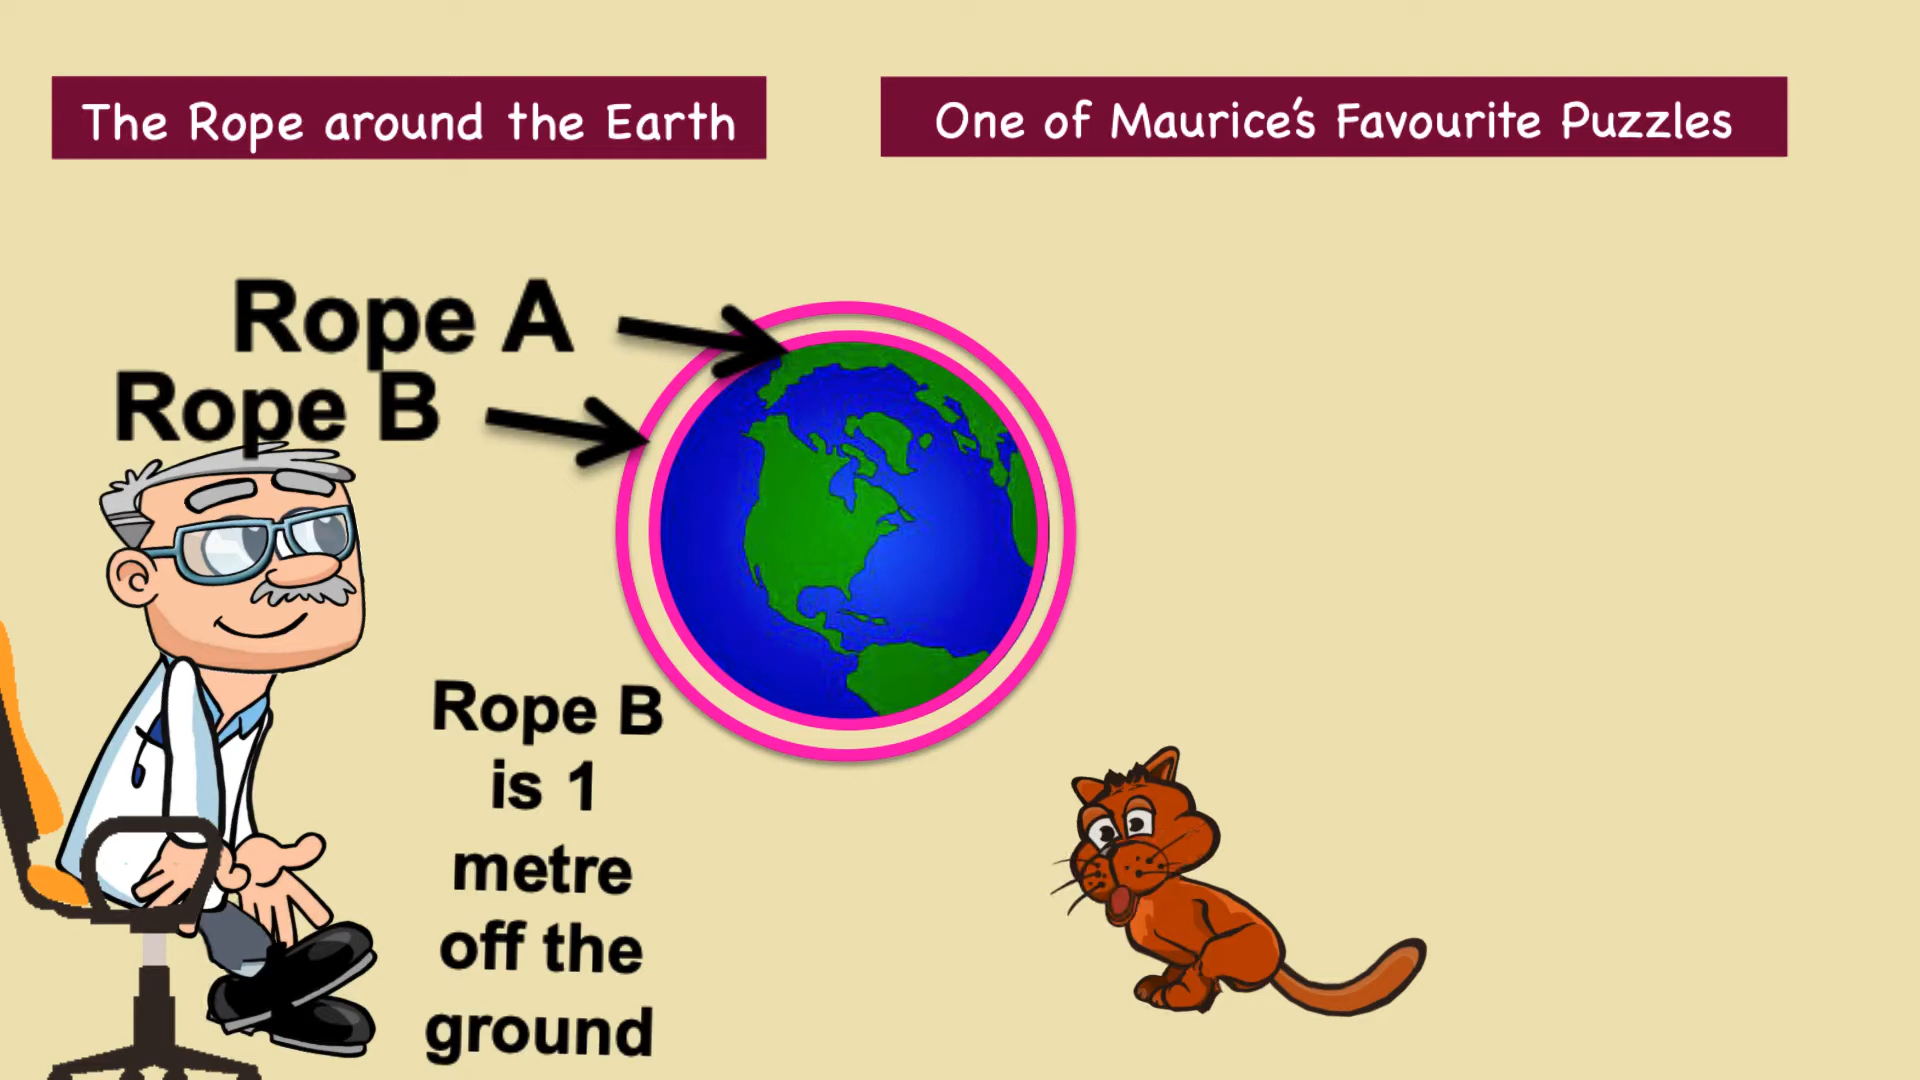 The Rope around the Earth
One of Maurice's Favourite Puzzles
Rope A
Rope B
Rope B
is 1
metre
off the
ground